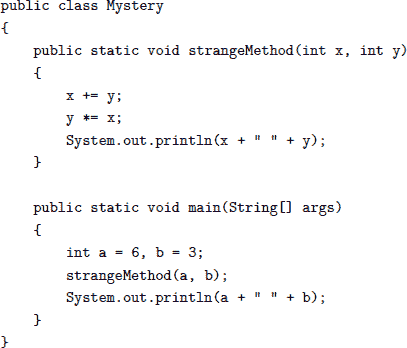 public class Mystery
{
    public static void strangeMethod(int x, int y)
    {
        x += y;
        y *= x;
        System.out.println(x + " " + y);
    }

    public static void main(String[] args)
    {
        int a = 6, b = 3;
        strangeMethod(a, b);
        System.out.println(a + " " + b);
    }
}